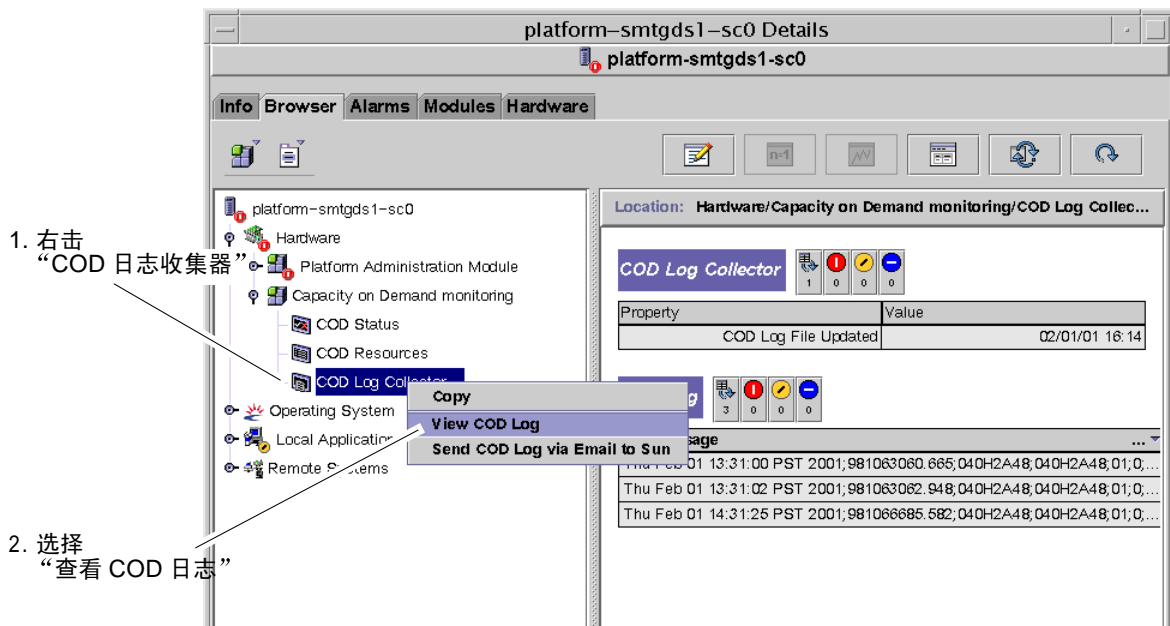 platform-smtgds1-sc0 Details
platform-smtgds1-sc0
Info Browser Alarms Modules Hardware
n=1
platform-smtgds1-sc0
Hardware
Platform Administration Module
Capacity on Demand monitoring
COD Status
COD Resources
COD Log Collector
Operating System
Local Application
Remote Systems
1. 右击
“COD 日志收集器”
2. 选择
“查看 COD 日志”
Copy
View COD Log
Send COD Log via Email to Sun
Location: Hardware/Capacity on Demand monitoring/COD Log Collec...
COD Log Collector
1 0 0 0
Property Value
COD Log File Updated 02/01/01 16:14
3 0 0 0
...
Thu Feb 01 13:31:00 PST 2001;981063060.665;040H2A48;040H2A48;01;0;...
Thu Feb 01 13:31:02 PST 2001;981063062.948;040H2A48;040H2A48;01;0;...
Thu Feb 01 14:31:25 PST 2001;981066685.582;040H2A48;040H2A48;01;0;...